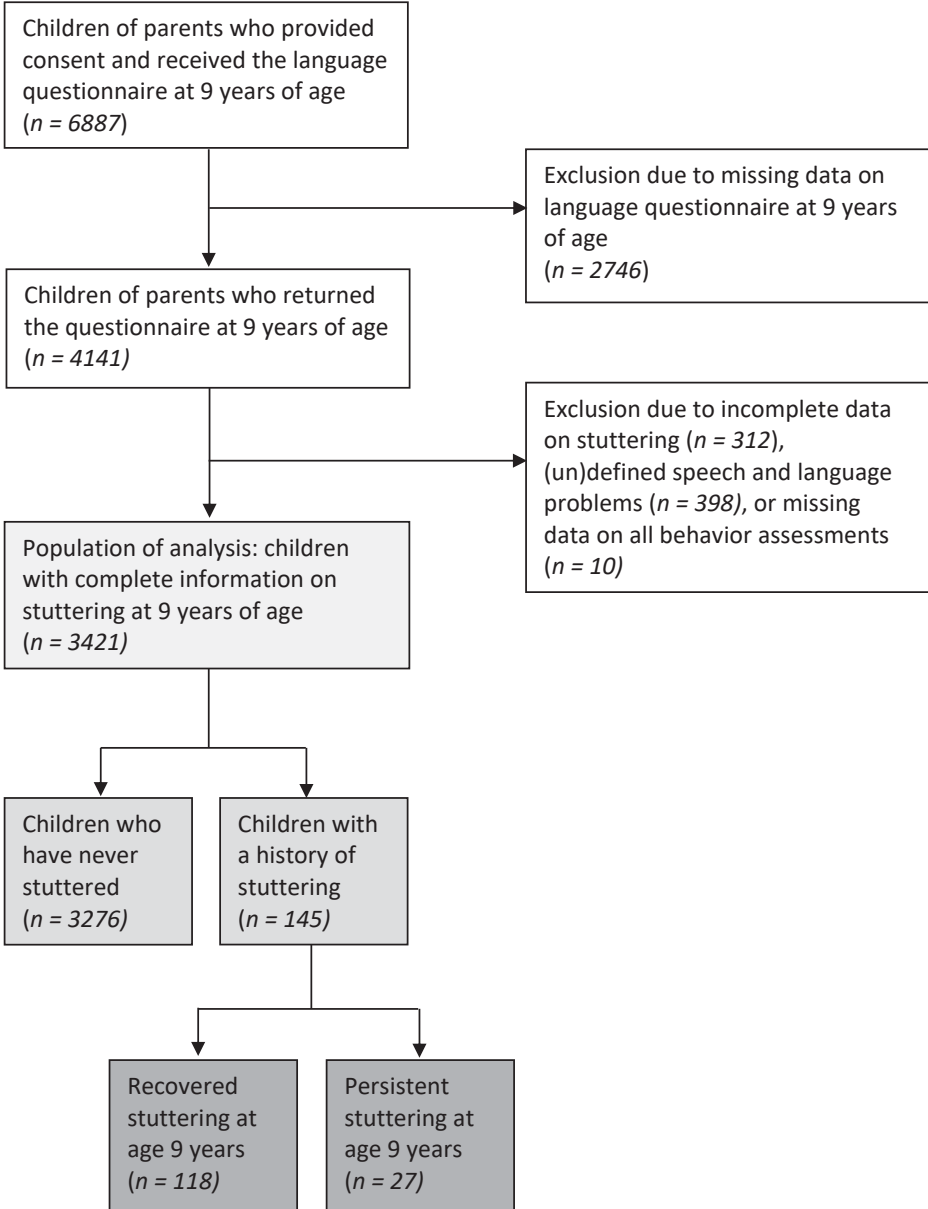 Children of parents who provided
consent and received the language
questionnaire at 9 years of age
(n = 6887)
Exclusion due to missing data on
language questionnaire at 9 years
of age
(n = 2746)
Children of parents who returned
the questionnaire at 9 years of age
(n = 4141)
Exclusion due to incomplete data
on stuttering (n = 312),
(un)defined speech and language
problems (n = 398), or missing
data on all behavior assessments
(n = 10)
Population of analysis: children
with complete information on
stuttering at 9 years of age
(n = 3421)
Children who
have never
stuttered
(n = 3276)
Children with
a history of
stuttering
(n = 145)
Recovered
stuttering at
age 9 years
(n = 118)
Persistent
stuttering at
age 9 years
(n = 27)